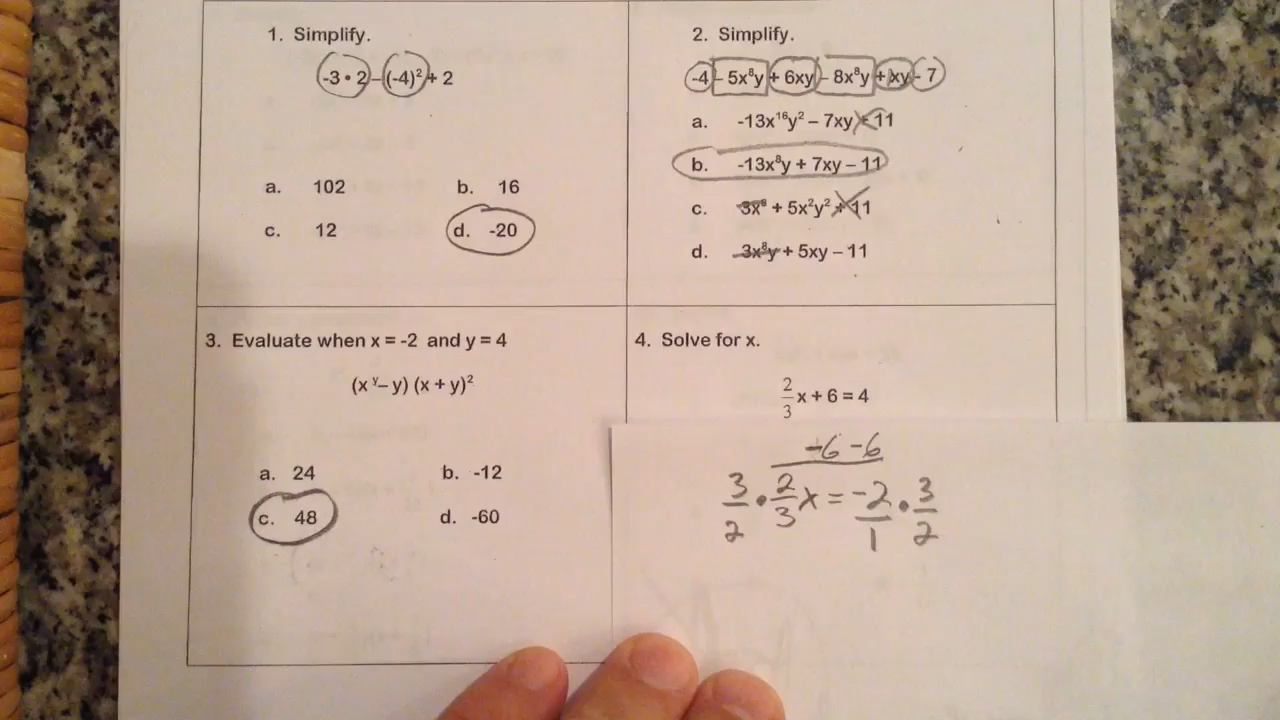 1. Simplify.
-3 • 2 – (-4)² + 2
a. 102
b. 16
c. 12
d. -20
2. Simplify.
-4 - 5x⁸y + 6xy - 8x⁸y + xy - 7
a. -13x¹⁶y² – 7xy – 11
b. -13x⁸y + 7xy – 11
c. 3x⁸ + 5x²y² + 11
d. 3x⁸y + 5xy – 11
3. Evaluate when x = -2 and y = 4
(x ʸ– y) (x + y)²
a. 24
b. -12
c. 48
d. -60
4. Solve for x.
2/3 x + 6 = 4
-6 -6
3/2 • 2/3 x = -2/1 • 3/2